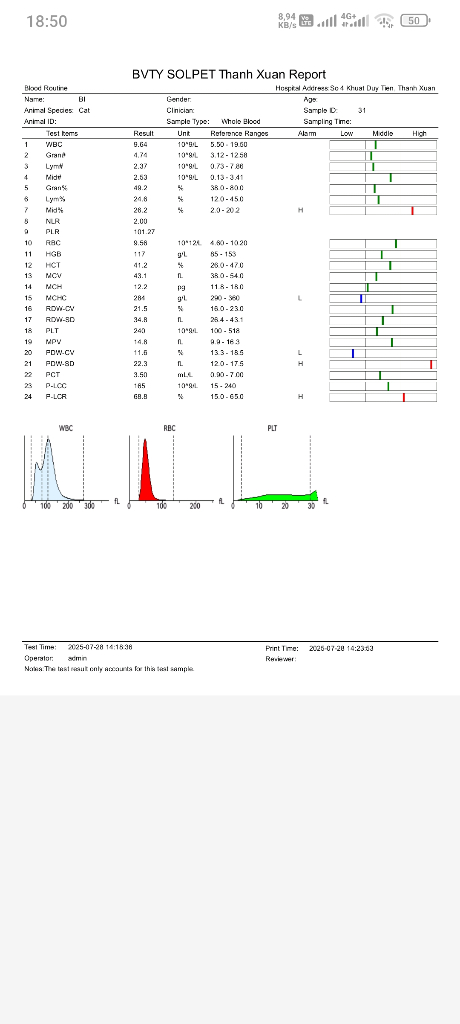 18:50 8,94 KB/s Vo LTE 4G+ 50
BVTY SOLPET Thanh Xuan Report
Blood Routine Hospital Address:So 4 Khuat Duy Tien, Thanh Xuan
Name: BI Gender: Age:
Animal Species: Cat Clinician: Sample ID: 31
Animal ID: Sample Type: Whole Blood Sampling Time:
Test Items Result Unit Reference Ranges Alarm Low Middle High
1 WBC 9.64 10^9/L 5.50 - 19.50
2 Gran# 4.74 10^9/L 3.12 - 12.58
3 Lym# 2.37 10^9/L 0.73 - 7.86
4 Mid# 2.53 10^9/L 0.13 - 3.41
5 Gran% 49.2 % 38.0 - 80.0
6 Lym% 24.6 % 12.0 - 45.0
7 Mid% 26.2 % 2.0 - 20.2 H
8 NLR 2.00
9 PLR 101.27
10 RBC 9.56 10^12/L 4.60 - 10.20
11 HGB 117 g/L 85 - 153
12 HCT 41.2 % 26.0 - 47.0
13 MCV 43.1 fL 38.0 - 54.0
14 MCH 12.2 pg 11.8 - 18.0
15 MCHC 284 g/L 290 - 360 L
16 RDW-CV 21.5 % 16.0 - 23.0
17 RDW-SD 34.8 fL 26.4 - 43.1
18 PLT 240 10^9/L 100 - 518
19 MPV 14.8 fL 9.9 - 16.3
20 PDW-CV 11.6 % 13.3 - 18.5 L
21 PDW-SD 22.3 fL 12.0 - 17.5 H
22 PCT 3.50 mL/L 0.90 - 7.00
23 P-LCC 165 10^9/L 15 - 240
24 P-LCR 68.8 % 15.0 - 65.0 H
WBC RBC PLT
0 100 200 300 fL 0 100 200 fL 0 10 20 30 fL
Test Time: 2025-07-28 14:18:38 Print Time: 2025-07-28 14:23:53
Operator: admin Reviewer:
Notes:The test result only accounts for this test sample.